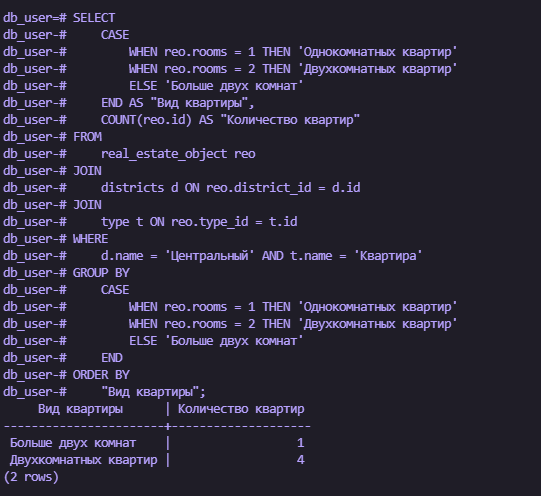 db_user=# SELECT
db_user-#     CASE
db_user-#         WHEN reo.rooms = 1 THEN 'Однокомнатных квартир'
db_user-#         WHEN reo.rooms = 2 THEN 'Двухкомнатных квартир'
db_user-#         ELSE 'Больше двух комнат'
db_user-#     END AS "Вид квартиры",
db_user-#     COUNT(reo.id) AS "Количество квартир"
db_user-# FROM
db_user-#     real_estate_object reo
db_user-# JOIN
db_user-#     districts d ON reo.district_id = d.id
db_user-# JOIN
db_user-#     type t ON reo.type_id = t.id
db_user-# WHERE
db_user-#     d.name = 'Центральный' AND t.name = 'Квартира'
db_user-# GROUP BY
db_user-#     CASE
db_user-#         WHEN reo.rooms = 1 THEN 'Однокомнатных квартир'
db_user-#         WHEN reo.rooms = 2 THEN 'Двухкомнатных квартир'
db_user-#         ELSE 'Больше двух комнат'
db_user-#     END
db_user-# ORDER BY
db_user-#     "Вид квартиры";
     Вид квартиры      | Количество квартир
-----------------------+--------------------
 Больше двух комнат    |                  1
 Двухкомнатных квартир |                  4
(2 rows)